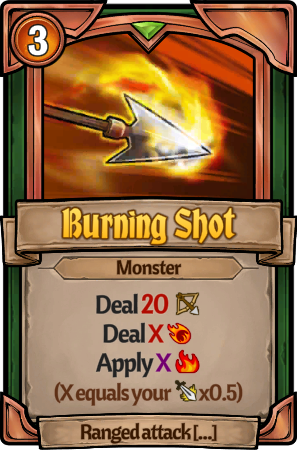 3
Burning Shot
Monster
Deal 20
Deal X
Apply X
(X equals your x0.5)
Ranged attack [...]